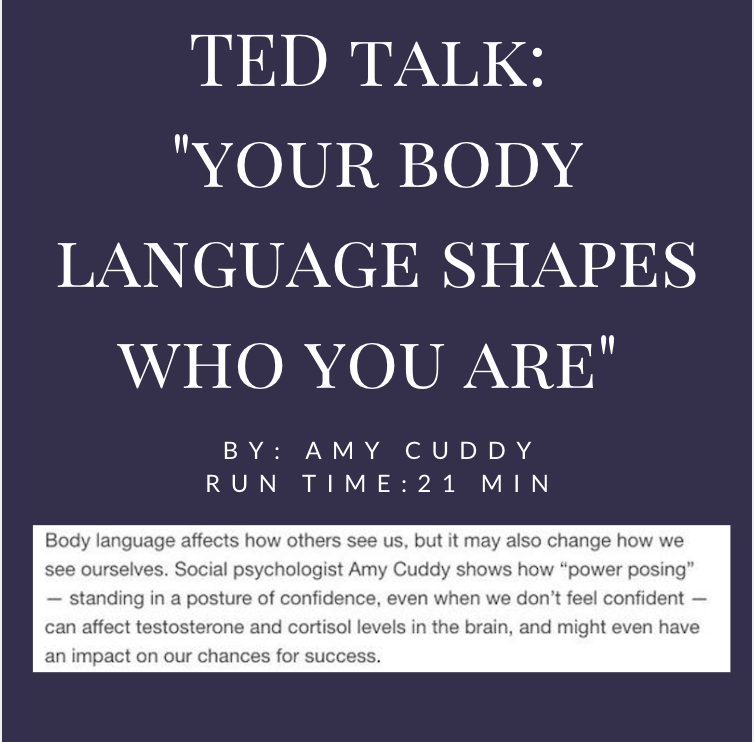 TED TALK:
"YOUR BODY
LANGUAGE SHAPES
WHO YOU ARE"
BY: AMY CUDDY
RUN TIME:21 MIN
Body language affects how others see us, but it may also change how we
see ourselves. Social psychologist Amy Cuddy shows how “power posing”
— standing in a posture of confidence, even when we don’t feel confident —
can affect testosterone and cortisol levels in the brain, and might even have
an impact on our chances for success.